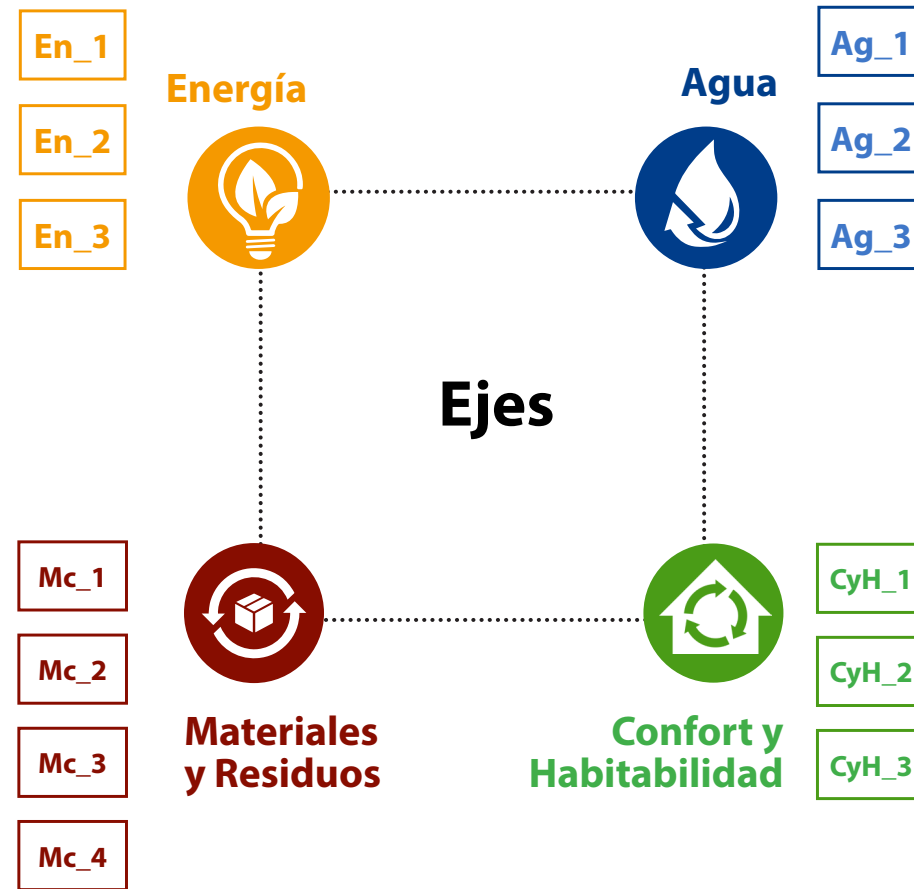 En_1
En_2
En_3
Energía
Agua
Ag_1
Ag_2
Ag_3
Ejes
Mc_1
Mc_2
Mc_3
Mc_4
Materiales
y Residuos
Confort y
Habitabilidad
CyH_1
CyH_2
CyH_3